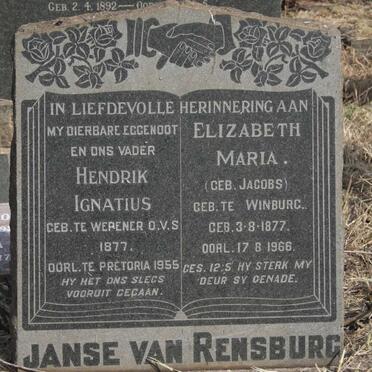 GEB. 2.4.1892
IN LIEFDEVOLLE HERINNERING AAN
MY DIERBARE EGGENOOT
EN ONS VADER
HENDRIK
IGNATIUS
GEB. TE WEPENER O.V.S
1877.
OORL. TE PRETORIA 1955
HY HET ONS SLEGS
VOORUIT GEGAAN.
ELIZABETH
MARIA.
(GEB. JACOBS)
GEB. TE WINBURG.
GEB. 3-8-1877.
OORL. 17 8 1966.
GES. 12:5 HY STERK MY
DEUR SY GENADE.
JANSE VAN RENSBURG